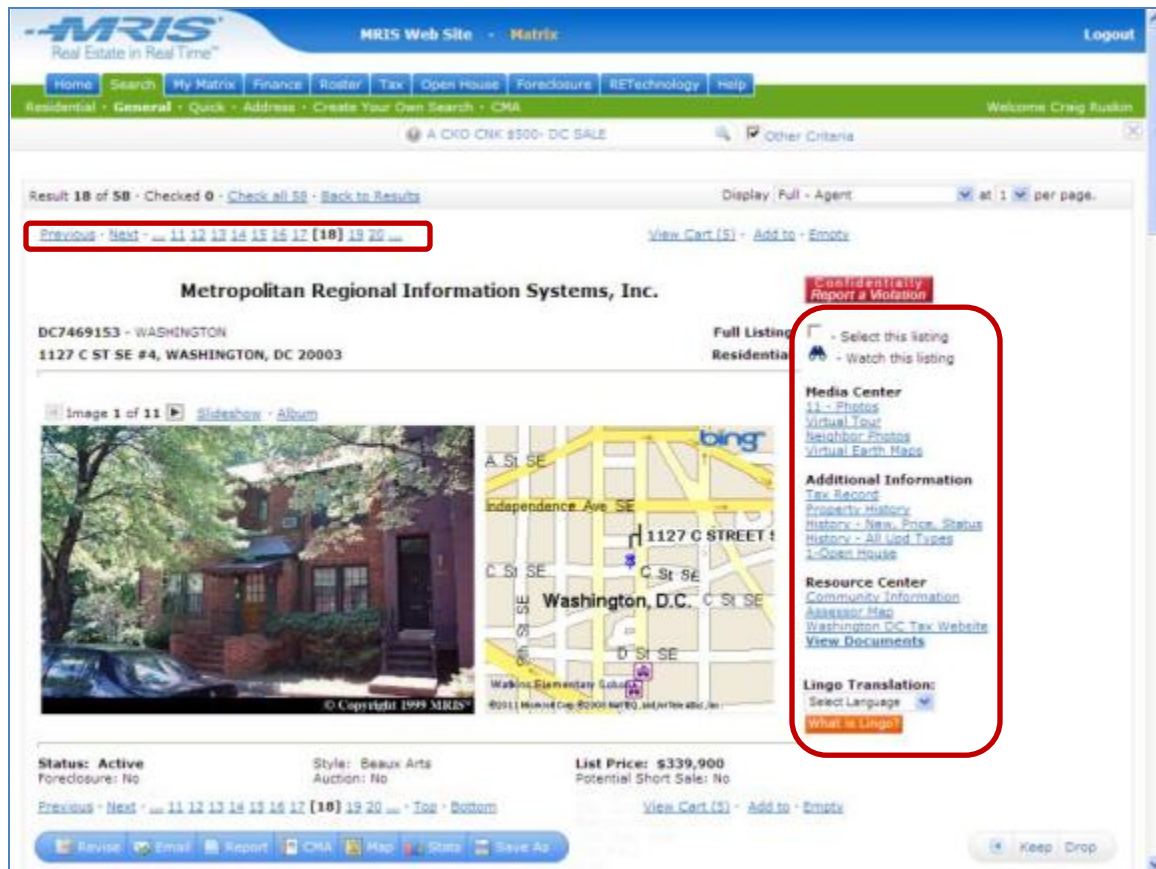 MRIS
Real Estate in Real Time™
MRIS Web Site - Matrix
Logout
Home Search My Matrix Finance Roster Tax Open House Foreclosure RETechnology Help
Residential · General · Quick · Address · Create Your Own Search · CMA
Welcome Craig Ruskin
A CKO CNK $500- DC SALE
Other Criteria
Result 18 of 58 · Checked 0 · Check all 58 · Back to Results
Display Full - Agent at 1 per page.
Previous · Next · ... 11 12 13 14 15 16 17 [18] 19 20 ...
View Cart (5) · Add to · Empty
Metropolitan Regional Information Systems, Inc.
Confidentially
Report a Violation
DC7469153 - WASHINGTON
Full Listing
1127 C ST SE #4, WASHINGTON, DC 20003
Residential
- Select this listing
- Watch this listing
Image 1 of 11 Slideshow · Album
Media Center
11 - Photos
Virtual Tour
Neighbor Photos
Virtual Earth Maps
Additional Information
Tax Record
Property History
History - New, Price, Status
History - All Upd Types
1-Open House
Resource Center
Community Information
Assessor Map
Washington DC Tax Website
View Documents
Lingo Translation:
Select Language
What is Lingo?
bing
A St SE
Independence Ave SE
1127 C STREET
C St SE
C St SE
Washington, D.C. C St SE
9th St SE
D St SE
Watkins Elementary School
© Copyright 1999 MRIS
Status: Active
Style: Beaux Arts
List Price: $339,900
Foreclosure: No
Auction: No
Potential Short Sale: No
Previous · Next · ... 11 12 13 14 15 16 17 [18] 19 20 ... · Top · Bottom
View Cart (5) · Add to · Empty
Revise Email Report CMA Map Stats Save As
Keep Drop